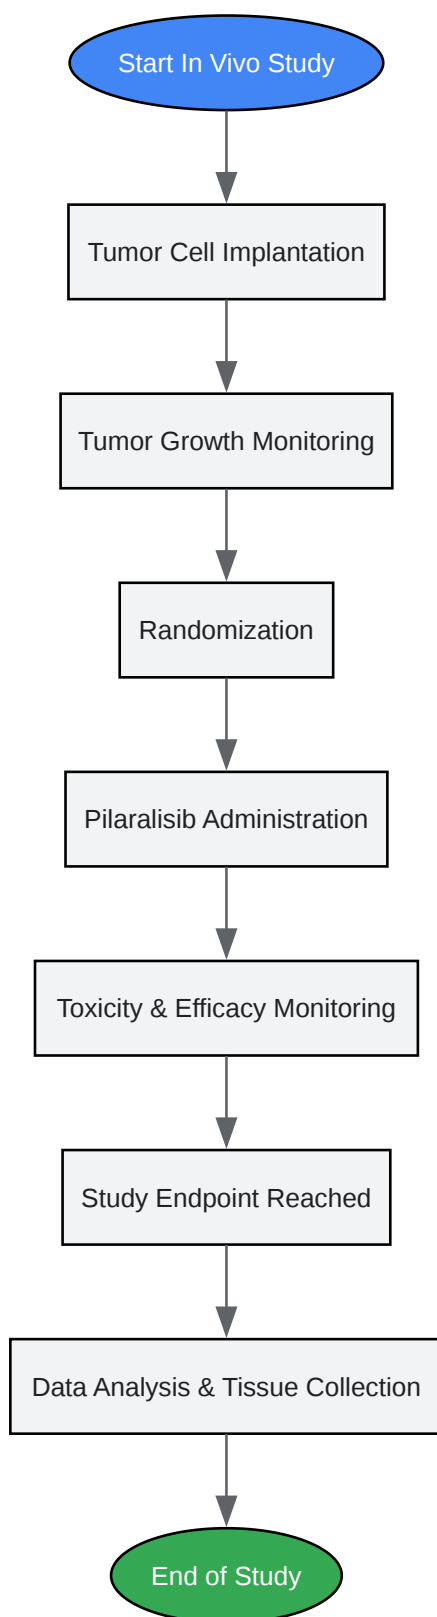 Start In Vivo Study
Tumor Cell Implantation
Tumor Growth Monitoring
Randomization
Pilaralisib Administration
Toxicity & Efficacy Monitoring
Study Endpoint Reached
Data Analysis & Tissue Collection
End of Study